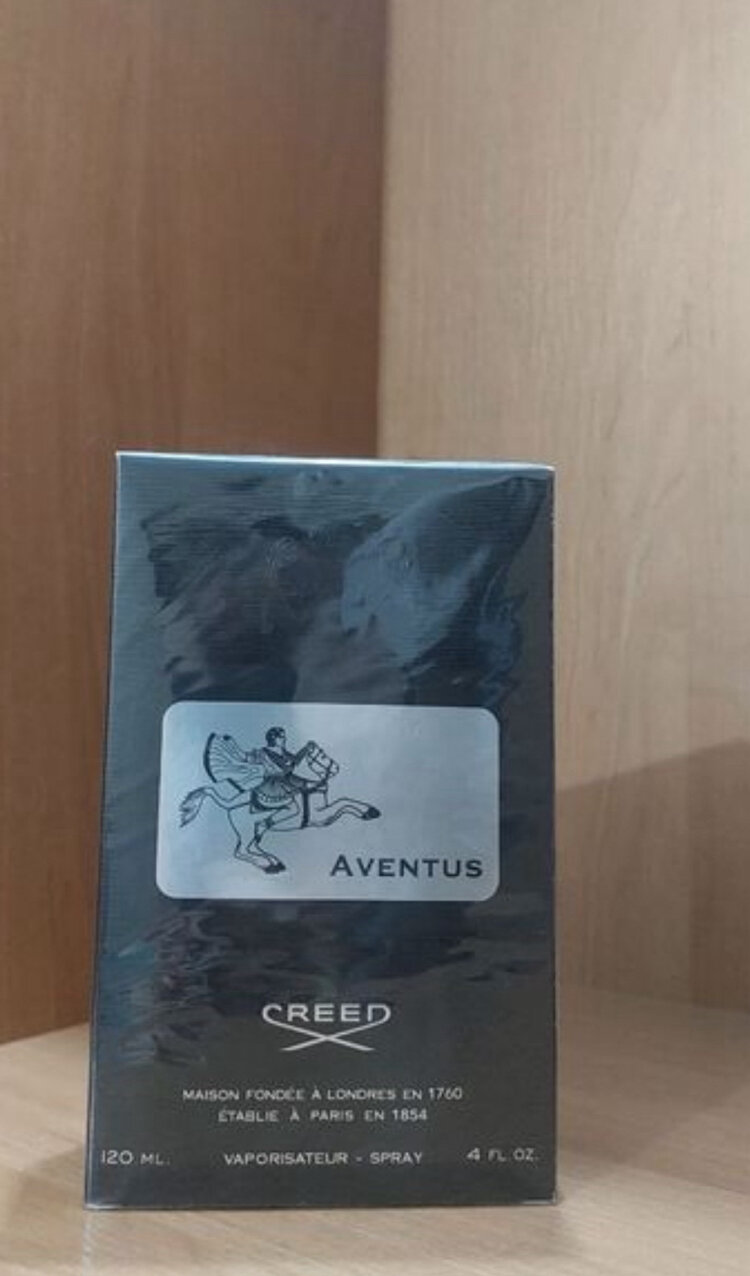 AVENTUS
CREED
MAISON FONDÉE À LONDRES EN 1760
ÉTABLIE À PARIS EN 1854
120 ML. VAPORISATEUR - SPRAY 4 FL. OZ.